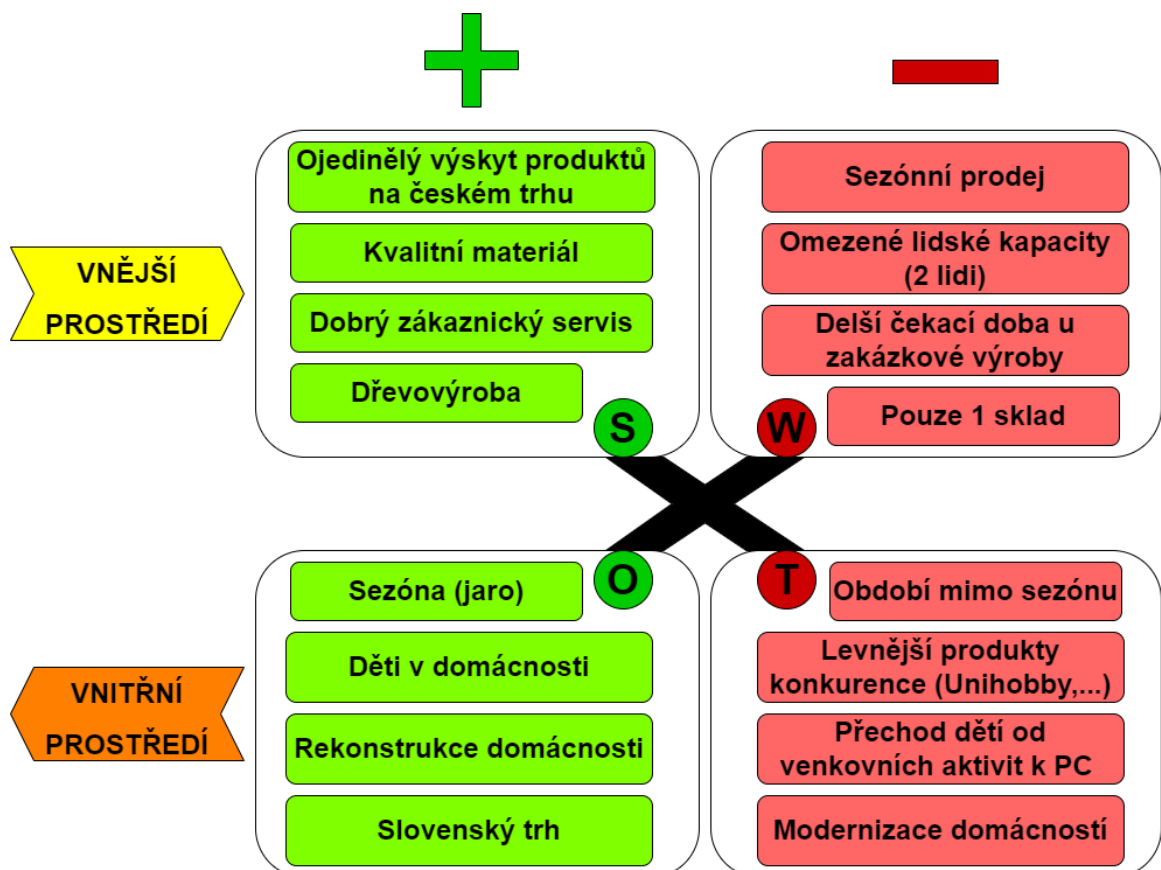 VNĚJŠÍ
PROSTŘEDÍ
Ojedinělý výskyt produktů
na českém trhu
Kvalitní materiál
Dobrý zákaznický servis
Dřevovýroba
S
Sezónní prodej
Omezené lidské kapacity
(2 lidi)
Delší čekací doba u
zakázkové výroby
Pouze 1 sklad
W
VNITŘNÍ
PROSTŘEDÍ
Sezóna (jaro)
O
Děti v domácnosti
Rekonstrukce domácnosti
Slovenský trh
T
Období mimo sezónu
Levnější produkty
konkurence (Unihobby,...)
Přechod dětí od
venkovních aktivit k PC
Modernizace domácností